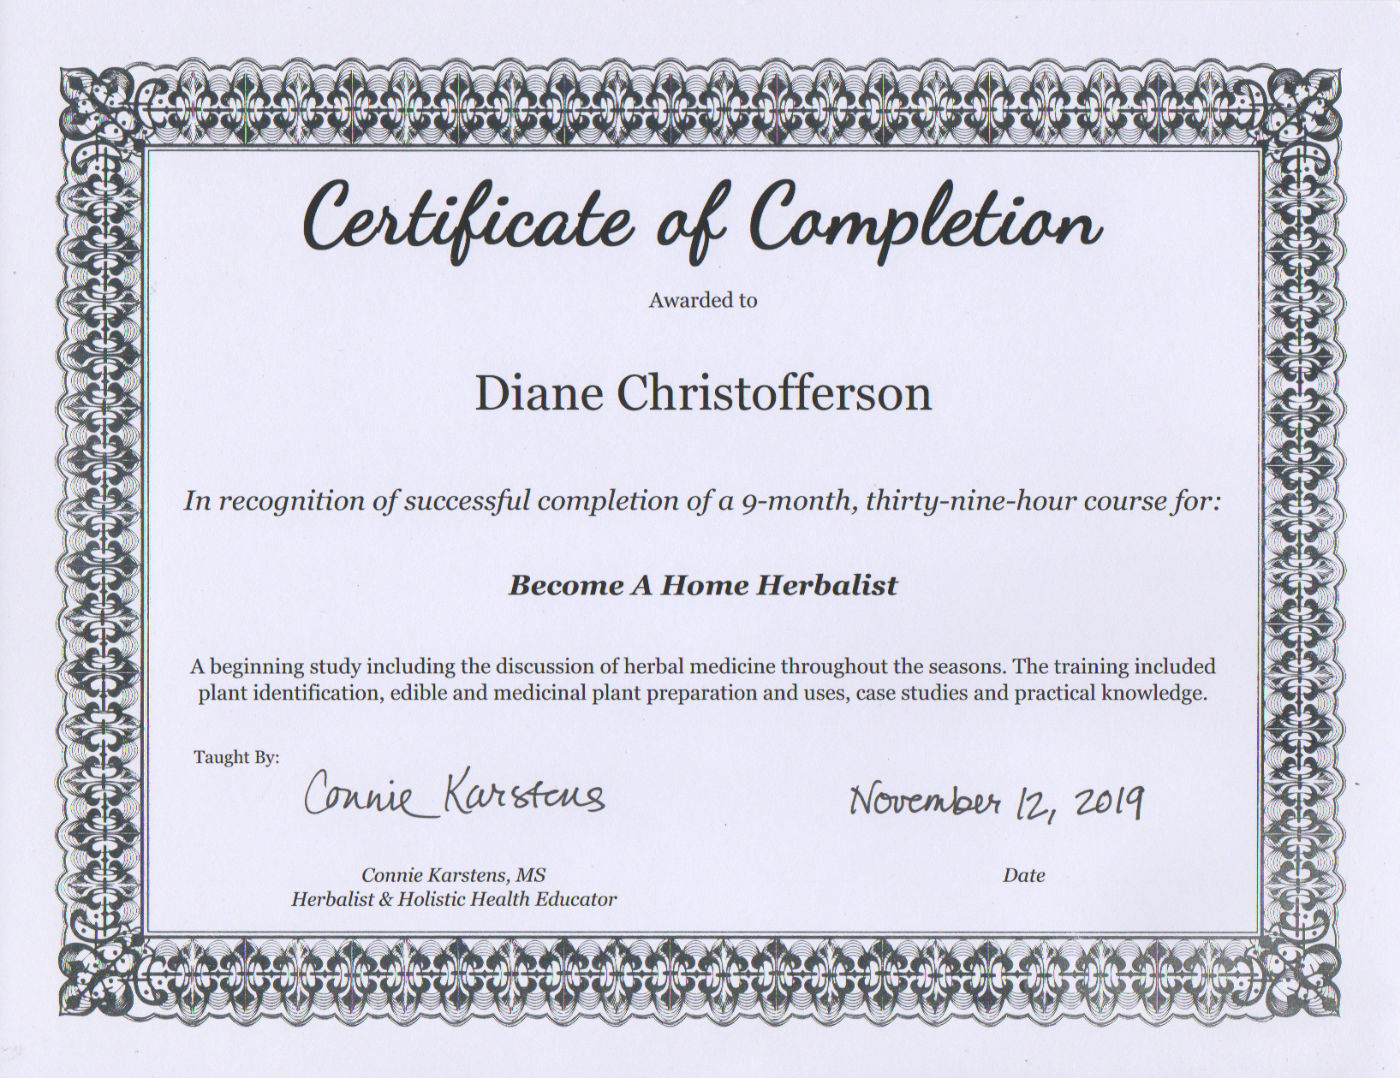 Certificate of Completion
Awarded to
Diane Christofferson
In recognition of successful completion of a 9-month, thirty-nine-hour course for:
Become A Home Herbalist
A beginning study including the discussion of herbal medicine throughout the seasons. The training included
plant identification, edible and medicinal plant preparation and uses, case studies and practical knowledge.
Taught By:
Connie Karstens
November 12, 2019
Connie Karstens, MS
Date
Herbalist & Holistic Health Educator